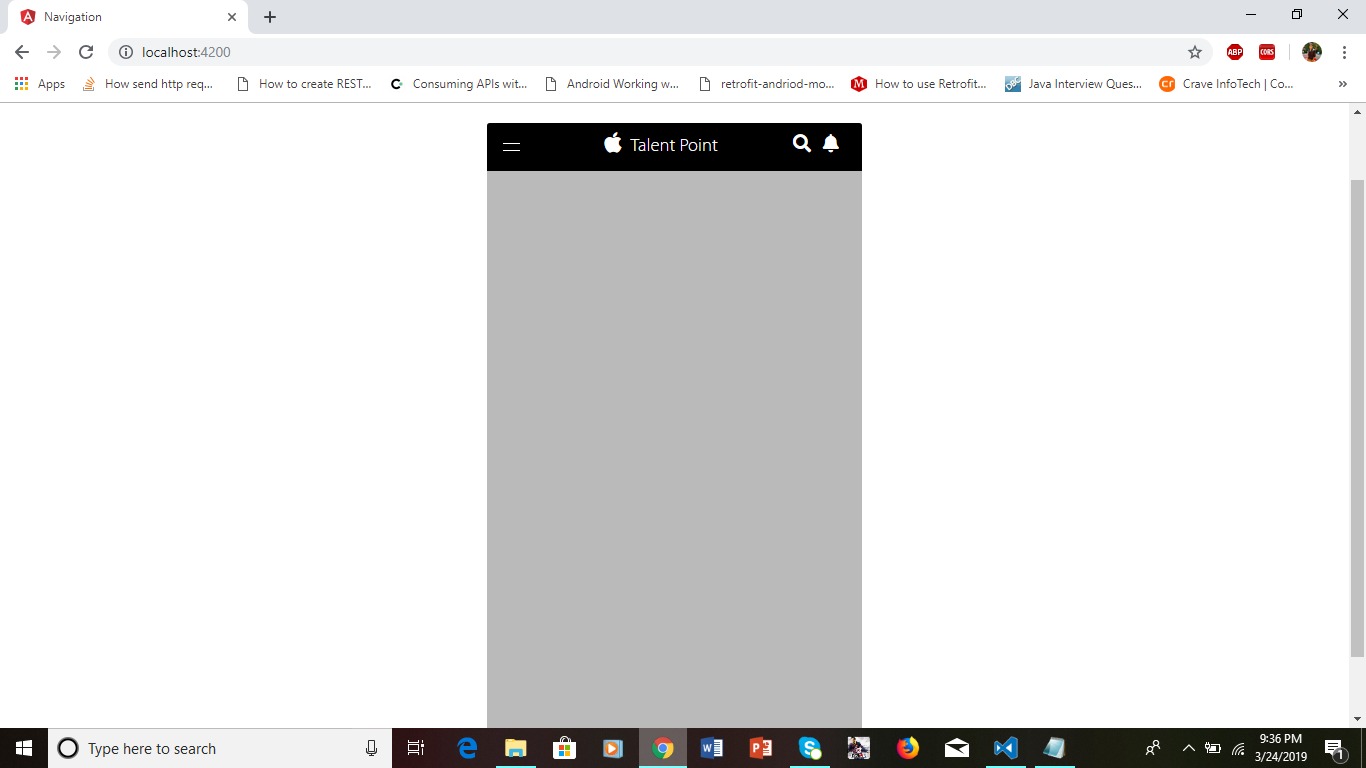 Navigation
localhost:4200
ABP
CORS
Apps
How send http req...
How to create REST...
Consuming APIs wit...
Android Working w...
retrofit-andriod-mo...
M
How to use Retrofit...
Java Interview Ques...
Crave InfoTech | Co...
»
Talent Point
Type here to search
9:36 PM
3/24/2019
1